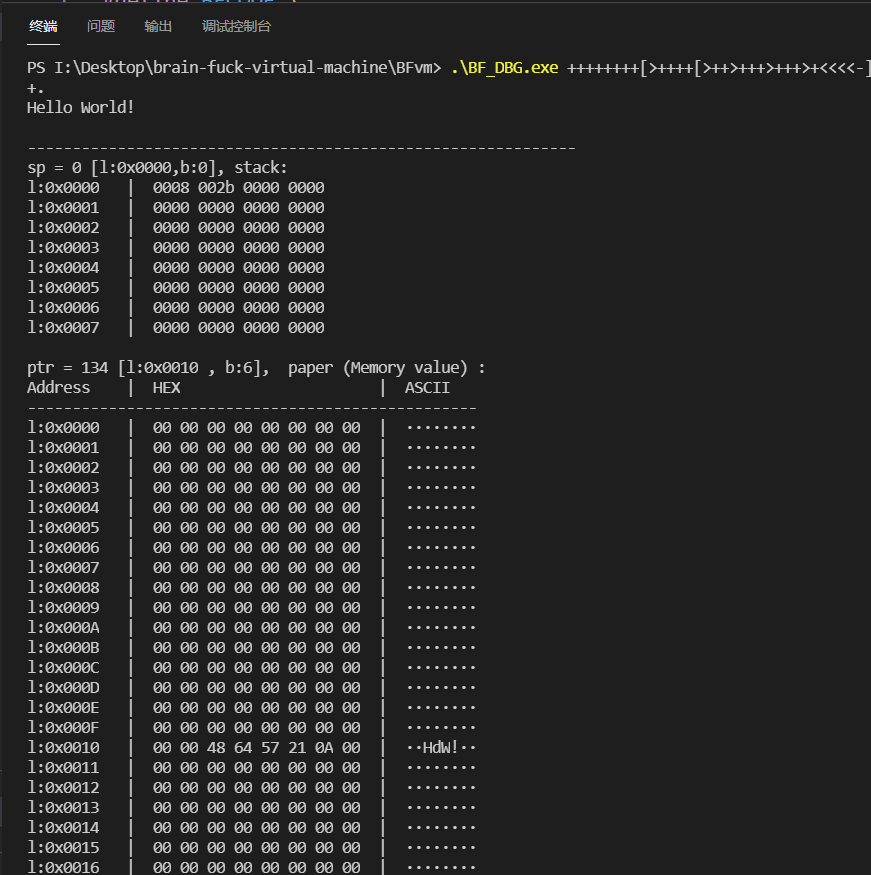 终端 问题 输出 调试控制台
PS I:\Desktop\brain-fuck-virtual-machine\BFvm> .\BF_DBG.exe ++++++++[>++++[>++>+++>+++>+<<<<-]
+.
Hello World!
-------------------------------------------------------------
sp = 0 [l:0x0000,b:0], stack:
l:0x0000 | 0008 002b 0000 0000
l:0x0001 | 0000 0000 0000 0000
l:0x0002 | 0000 0000 0000 0000
l:0x0003 | 0000 0000 0000 0000
l:0x0004 | 0000 0000 0000 0000
l:0x0005 | 0000 0000 0000 0000
l:0x0006 | 0000 0000 0000 0000
l:0x0007 | 0000 0000 0000 0000
ptr = 134 [l:0x0010 , b:6],  paper (Memory value) :
Address | HEX | ASCII
--------------------------------------------------
l:0x0000 | 00 00 00 00 00 00 00 00 | ········
l:0x0001 | 00 00 00 00 00 00 00 00 | ········
l:0x0002 | 00 00 00 00 00 00 00 00 | ········
l:0x0003 | 00 00 00 00 00 00 00 00 | ········
l:0x0004 | 00 00 00 00 00 00 00 00 | ········
l:0x0005 | 00 00 00 00 00 00 00 00 | ········
l:0x0006 | 00 00 00 00 00 00 00 00 | ········
l:0x0007 | 00 00 00 00 00 00 00 00 | ········
l:0x0008 | 00 00 00 00 00 00 00 00 | ········
l:0x0009 | 00 00 00 00 00 00 00 00 | ········
l:0x000A | 00 00 00 00 00 00 00 00 | ········
l:0x000B | 00 00 00 00 00 00 00 00 | ········
l:0x000C | 00 00 00 00 00 00 00 00 | ········
l:0x000D | 00 00 00 00 00 00 00 00 | ········
l:0x000E | 00 00 00 00 00 00 00 00 | ········
l:0x000F | 00 00 00 00 00 00 00 00 | ········
l:0x0010 | 00 00 48 64 57 21 0A 00 | ··HdW!··
l:0x0011 | 00 00 00 00 00 00 00 00 | ········
l:0x0012 | 00 00 00 00 00 00 00 00 | ········
l:0x0013 | 00 00 00 00 00 00 00 00 | ········
l:0x0014 | 00 00 00 00 00 00 00 00 | ········
l:0x0015 | 00 00 00 00 00 00 00 00 | ········
l:0x0016 | 00 00 00 00 00 00 00 00 | ········